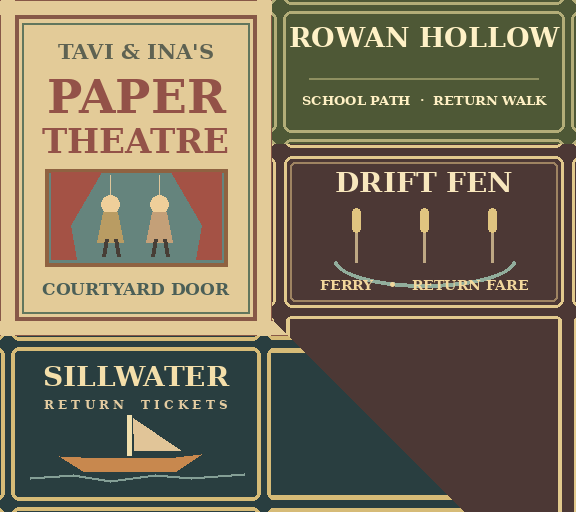 TAVI & INA'S
PAPER
THEATRE
COURTYARD DOOR
ROWAN HOLLOW
SCHOOL PATH · RETURN WALK
DRIFT FEN
FERRY • RETURN FARE
SILLWATER
RETURN TICKETS